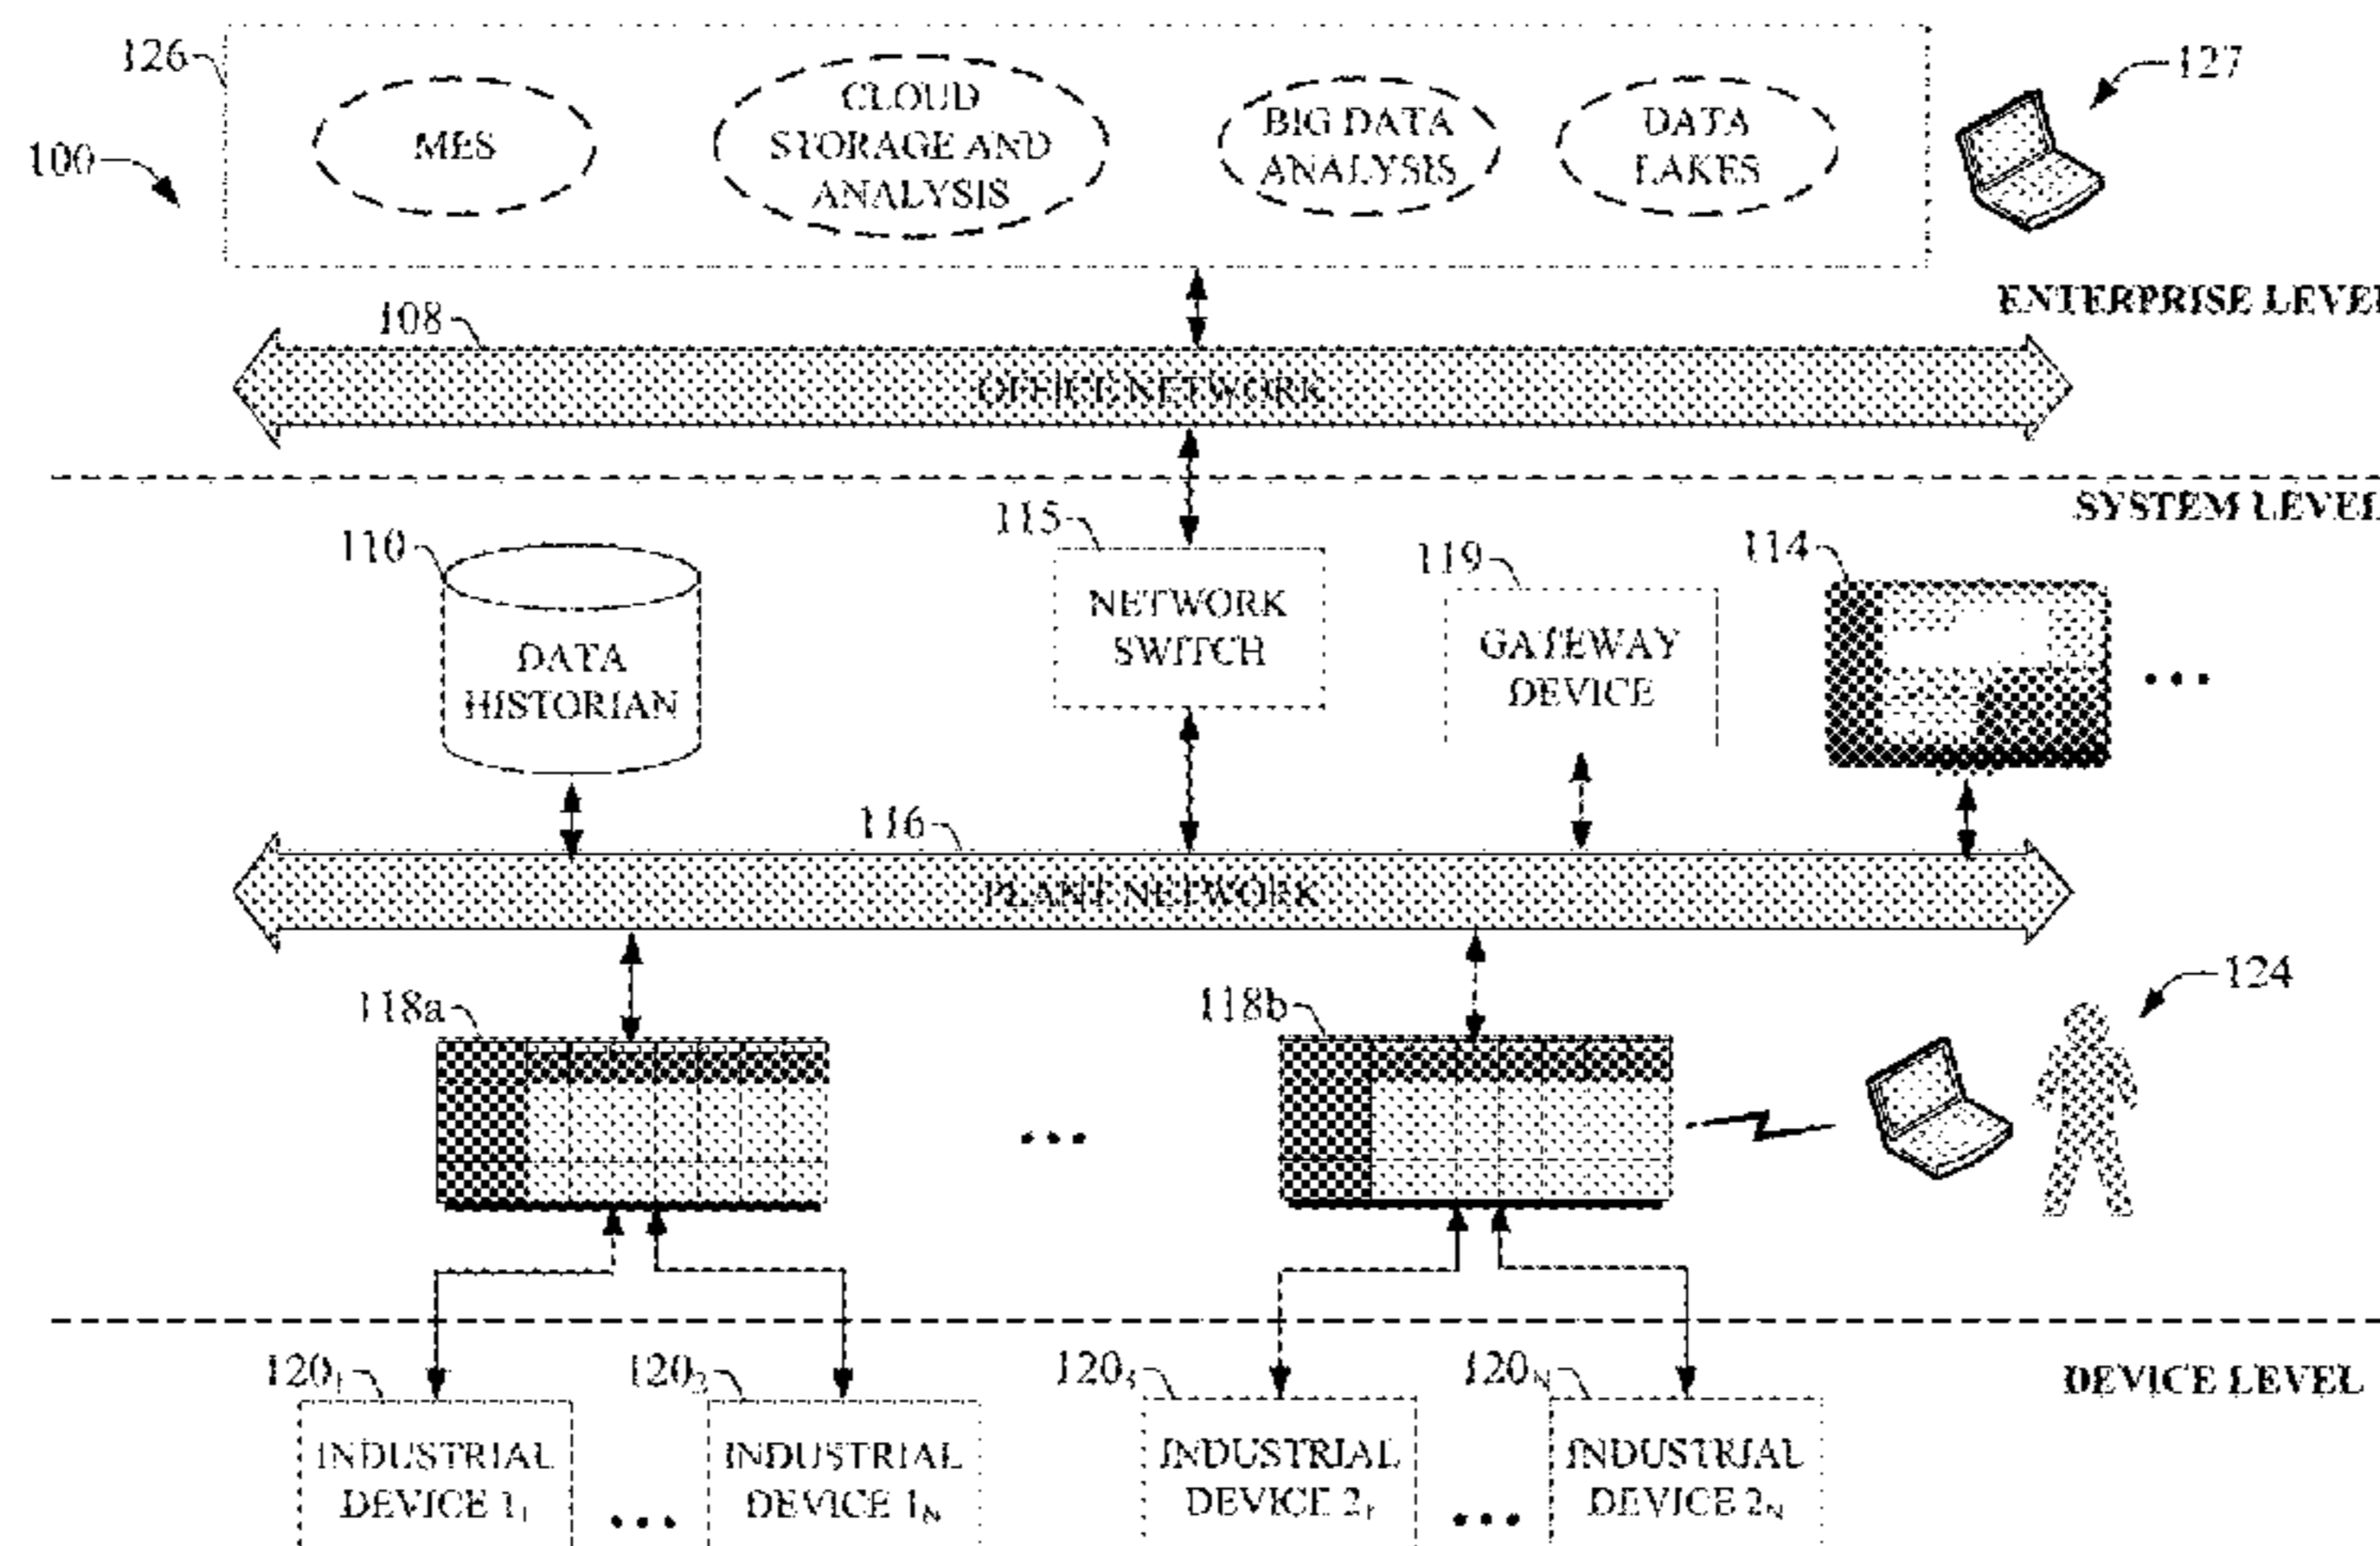 126
127
100
MES
CLOUD
STORAGE AND
ANALYSIS
BIG DATA
ANALYSIS
DATA
LAKES
ENTERPRISE LEVEL
108
OFFICE NETWORK
SYSTEM LEVEL
110
DATA
HISTORIAN
115
NETWORK
SWITCH
119
GATEWAY
DEVICE
114
• • •
116
PLANT NETWORK
118a
118b
124
• • •
DEVICE LEVEL
120₁
120₂
120₃
120N
INDUSTRIAL
DEVICE 1₁
• • •
INDUSTRIAL
DEVICE 1N
INDUSTRIAL
DEVICE 2₁
• • •
INDUSTRIAL
DEVICE 2N